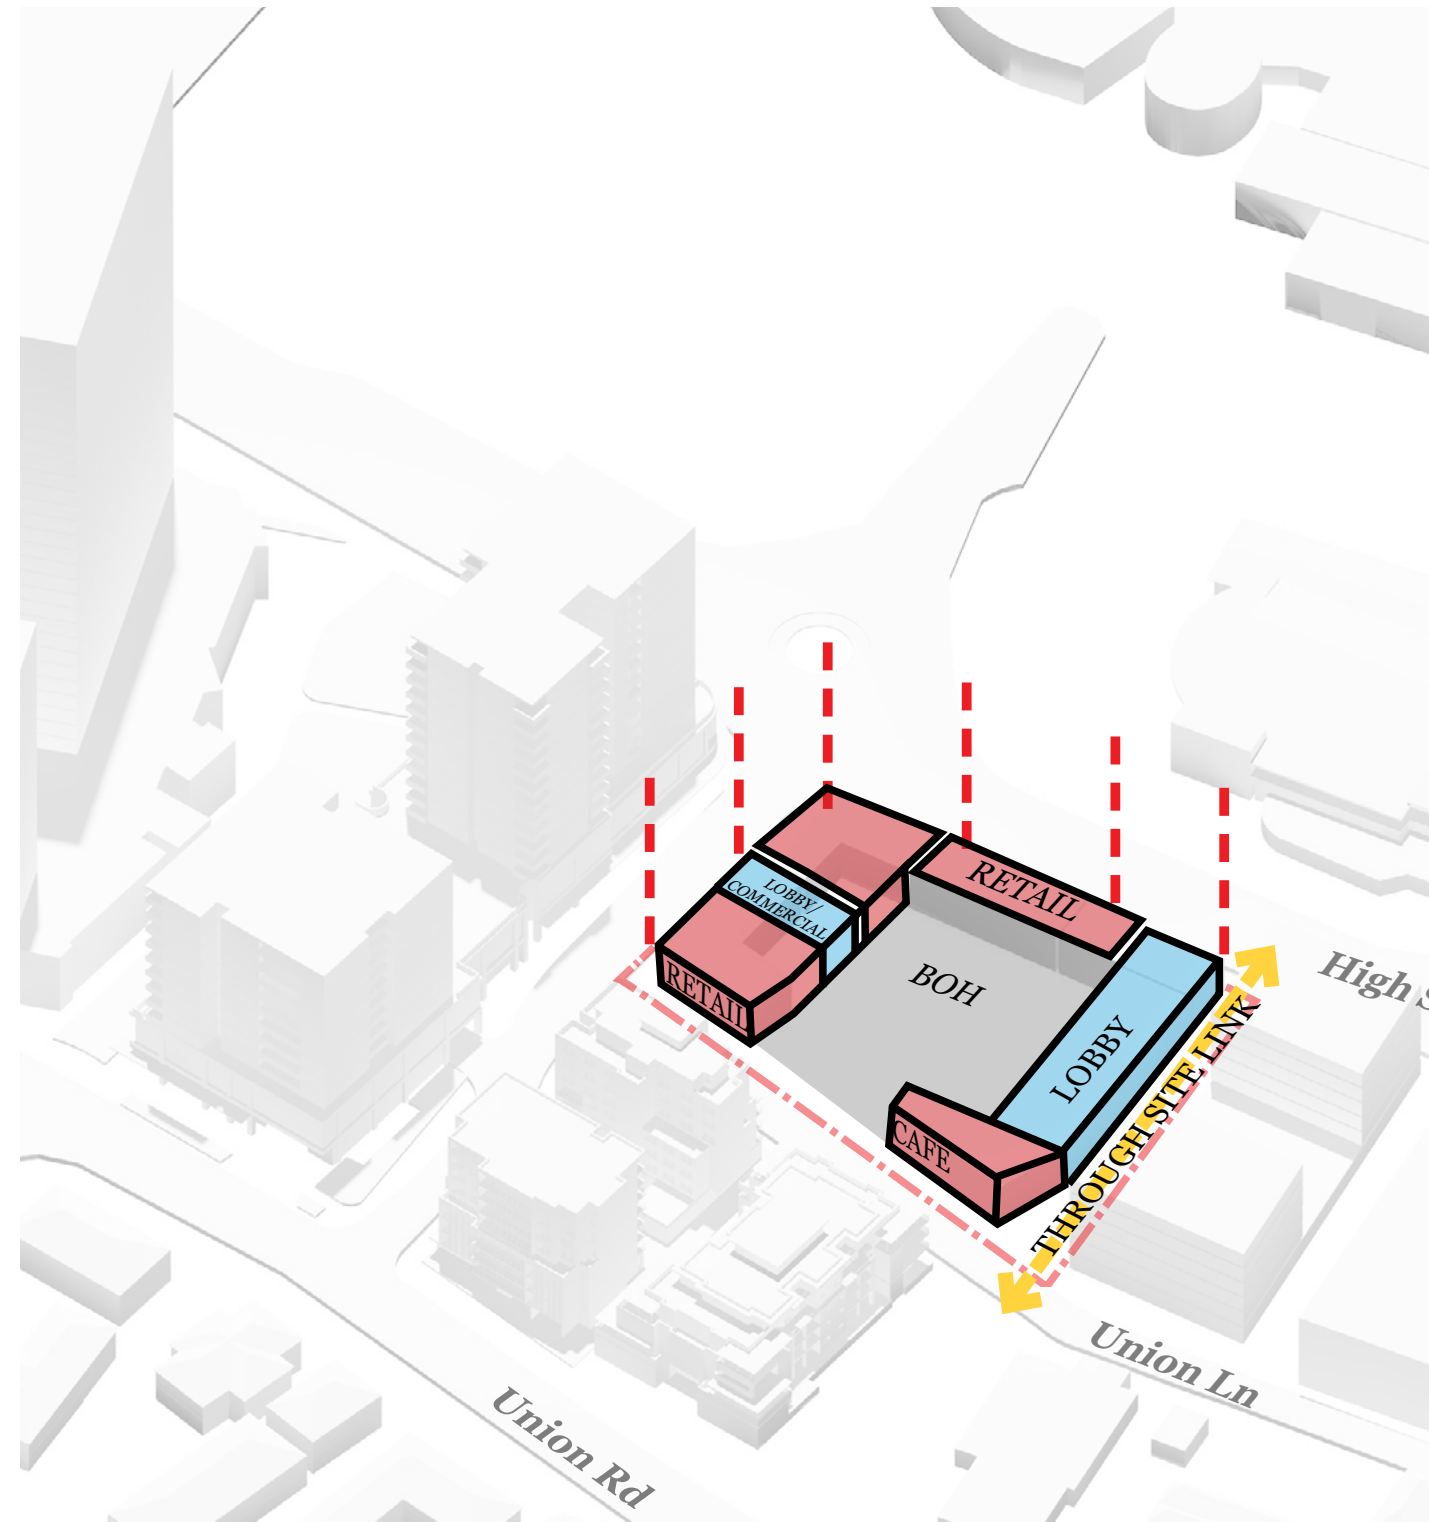 RETAIL
LOBBY/
COMMERCIAL
RETAIL
BOH
High S
LOBBY
THROUGH SITE LINK
CAFE
Union Ln
Union Rd